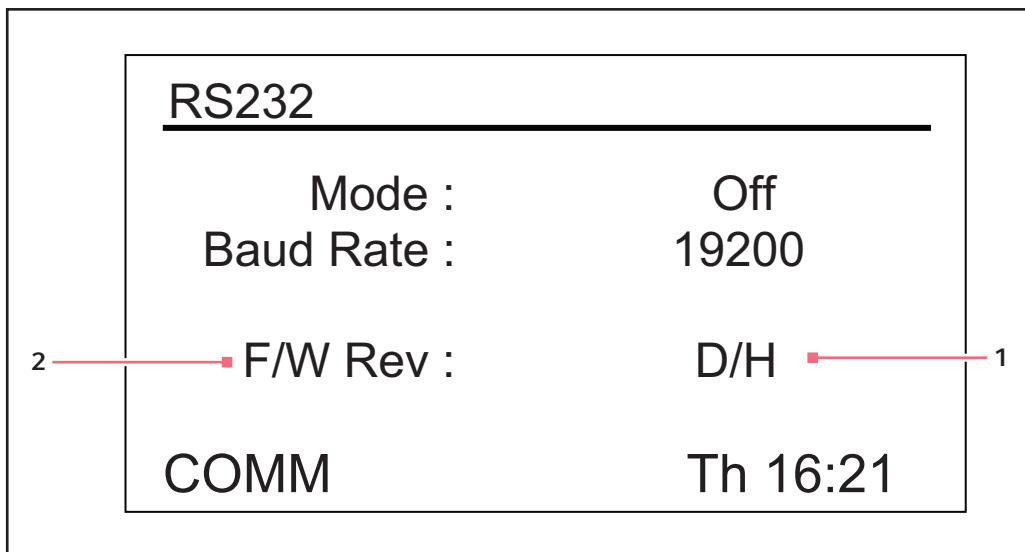 RS232
Mode : Off
Baud Rate : 19200
2 F/W Rev : D/H 1
COMM Th 16:21